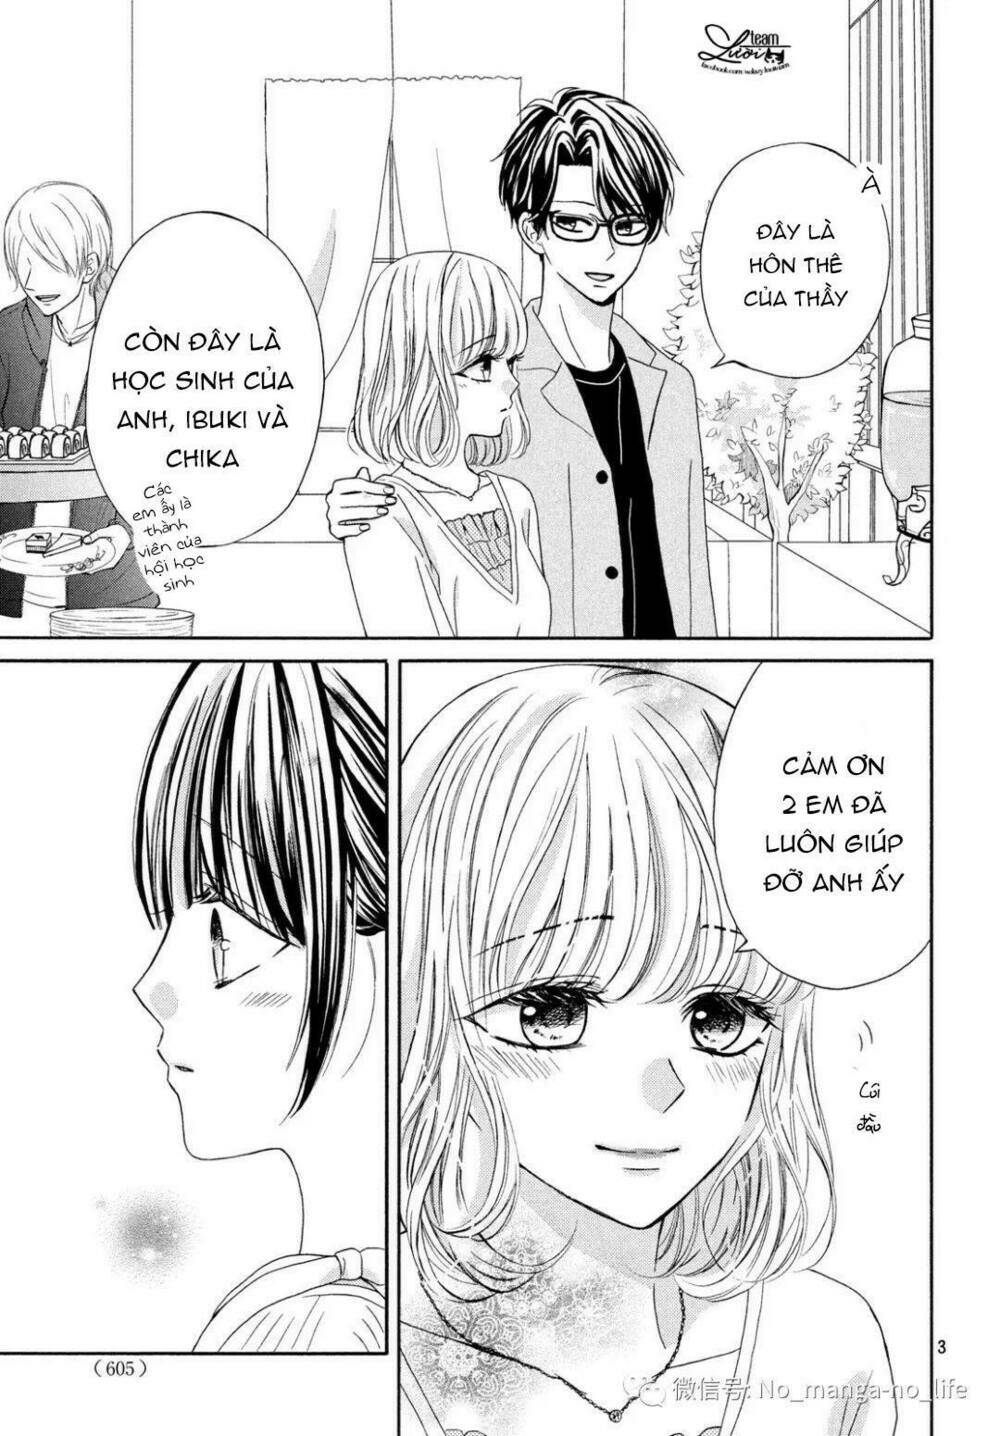 team
Lười
À
ĐÂY LÀ
HÔN THÊ
CỦA THẦY
CÒN ĐÂY LÀ
HỌC SINH CỦA
ANH, IBUKI VÀ
CHIKA
Các
em ấy là
thành
viên của
hội học
sinh
CẢM ƠN
2 EM ĐÃ
LUÔN GIÚP
ĐỠ ANH ẤY
Cúi
đầu
3
(605)
微信号: No_manga-no_life